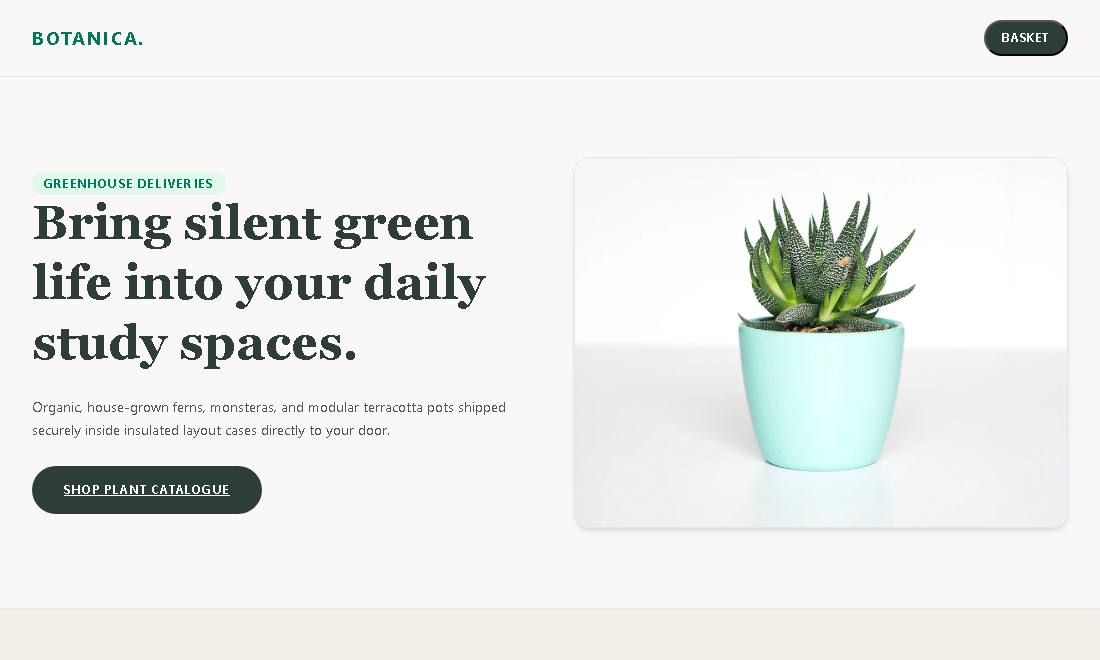 BOTANICA.
BASKET
GREENHOUSE DELIVERIES
Bring silent green
life into your daily
study spaces.
Organic, house-grown ferns, monsteras, and modular terracotta pots shipped
securely inside insulated layout cases directly to your door.
SHOP PLANT CATALOGUE